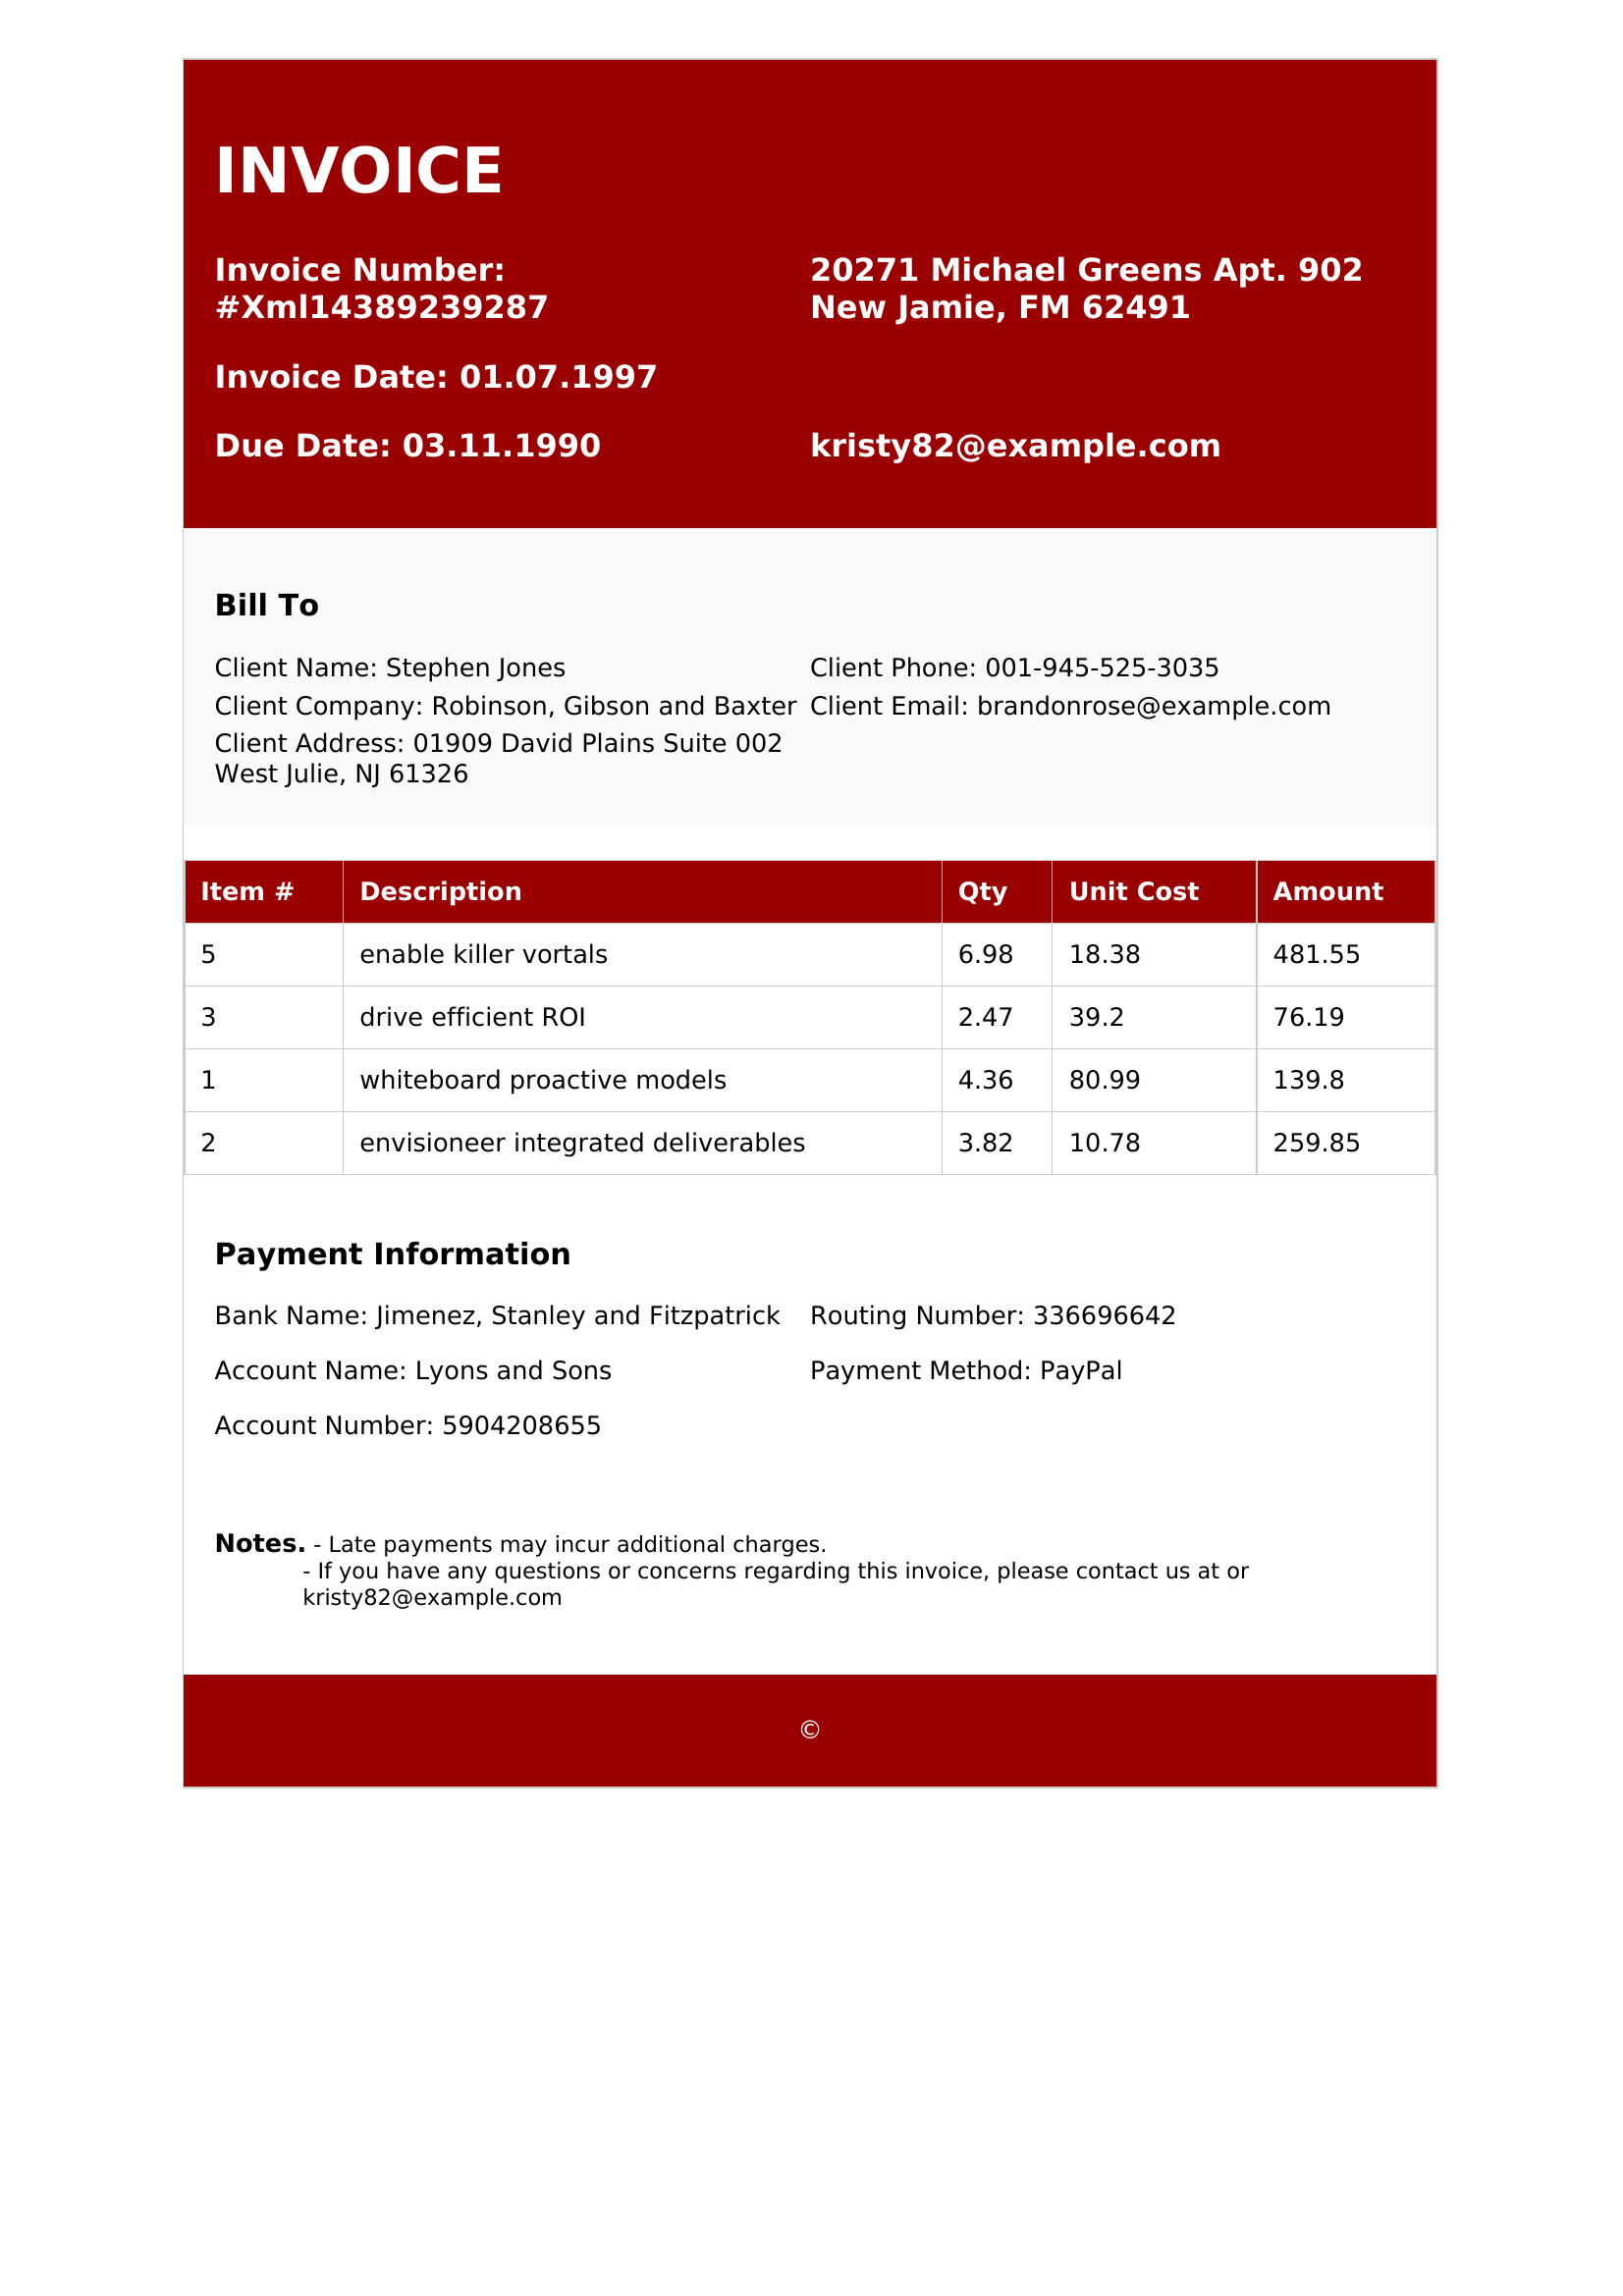 INVOICE
Invoice Number:
#Xml14389239287
20271 Michael Greens Apt. 902
New Jamie, FM 62491
Invoice Date: 01.07.1997
Due Date: 03.11.1990
kristy82@example.com
Bill To
Client Name: Stephen Jones
Client Phone: 001-945-525-3035
Client Company: Robinson, Gibson and Baxter
Client Email: brandonrose@example.com
Client Address: 01909 David Plains Suite 002
West Julie, NJ 61326
Item # Description Qty Unit Cost Amount
5 enable killer vortals 6.98 18.38 481.55
3 drive efficient ROI 2.47 39.2 76.19
1 whiteboard proactive models 4.36 80.99 139.8
2 envisioneer integrated deliverables 3.82 10.78 259.85
Payment Information
Bank Name: Jimenez, Stanley and Fitzpatrick
Routing Number: 336696642
Account Name: Lyons and Sons
Payment Method: PayPal
Account Number: 5904208655
Notes. - Late payments may incur additional charges.
- If you have any questions or concerns regarding this invoice, please contact us at or
kristy82@example.com
©